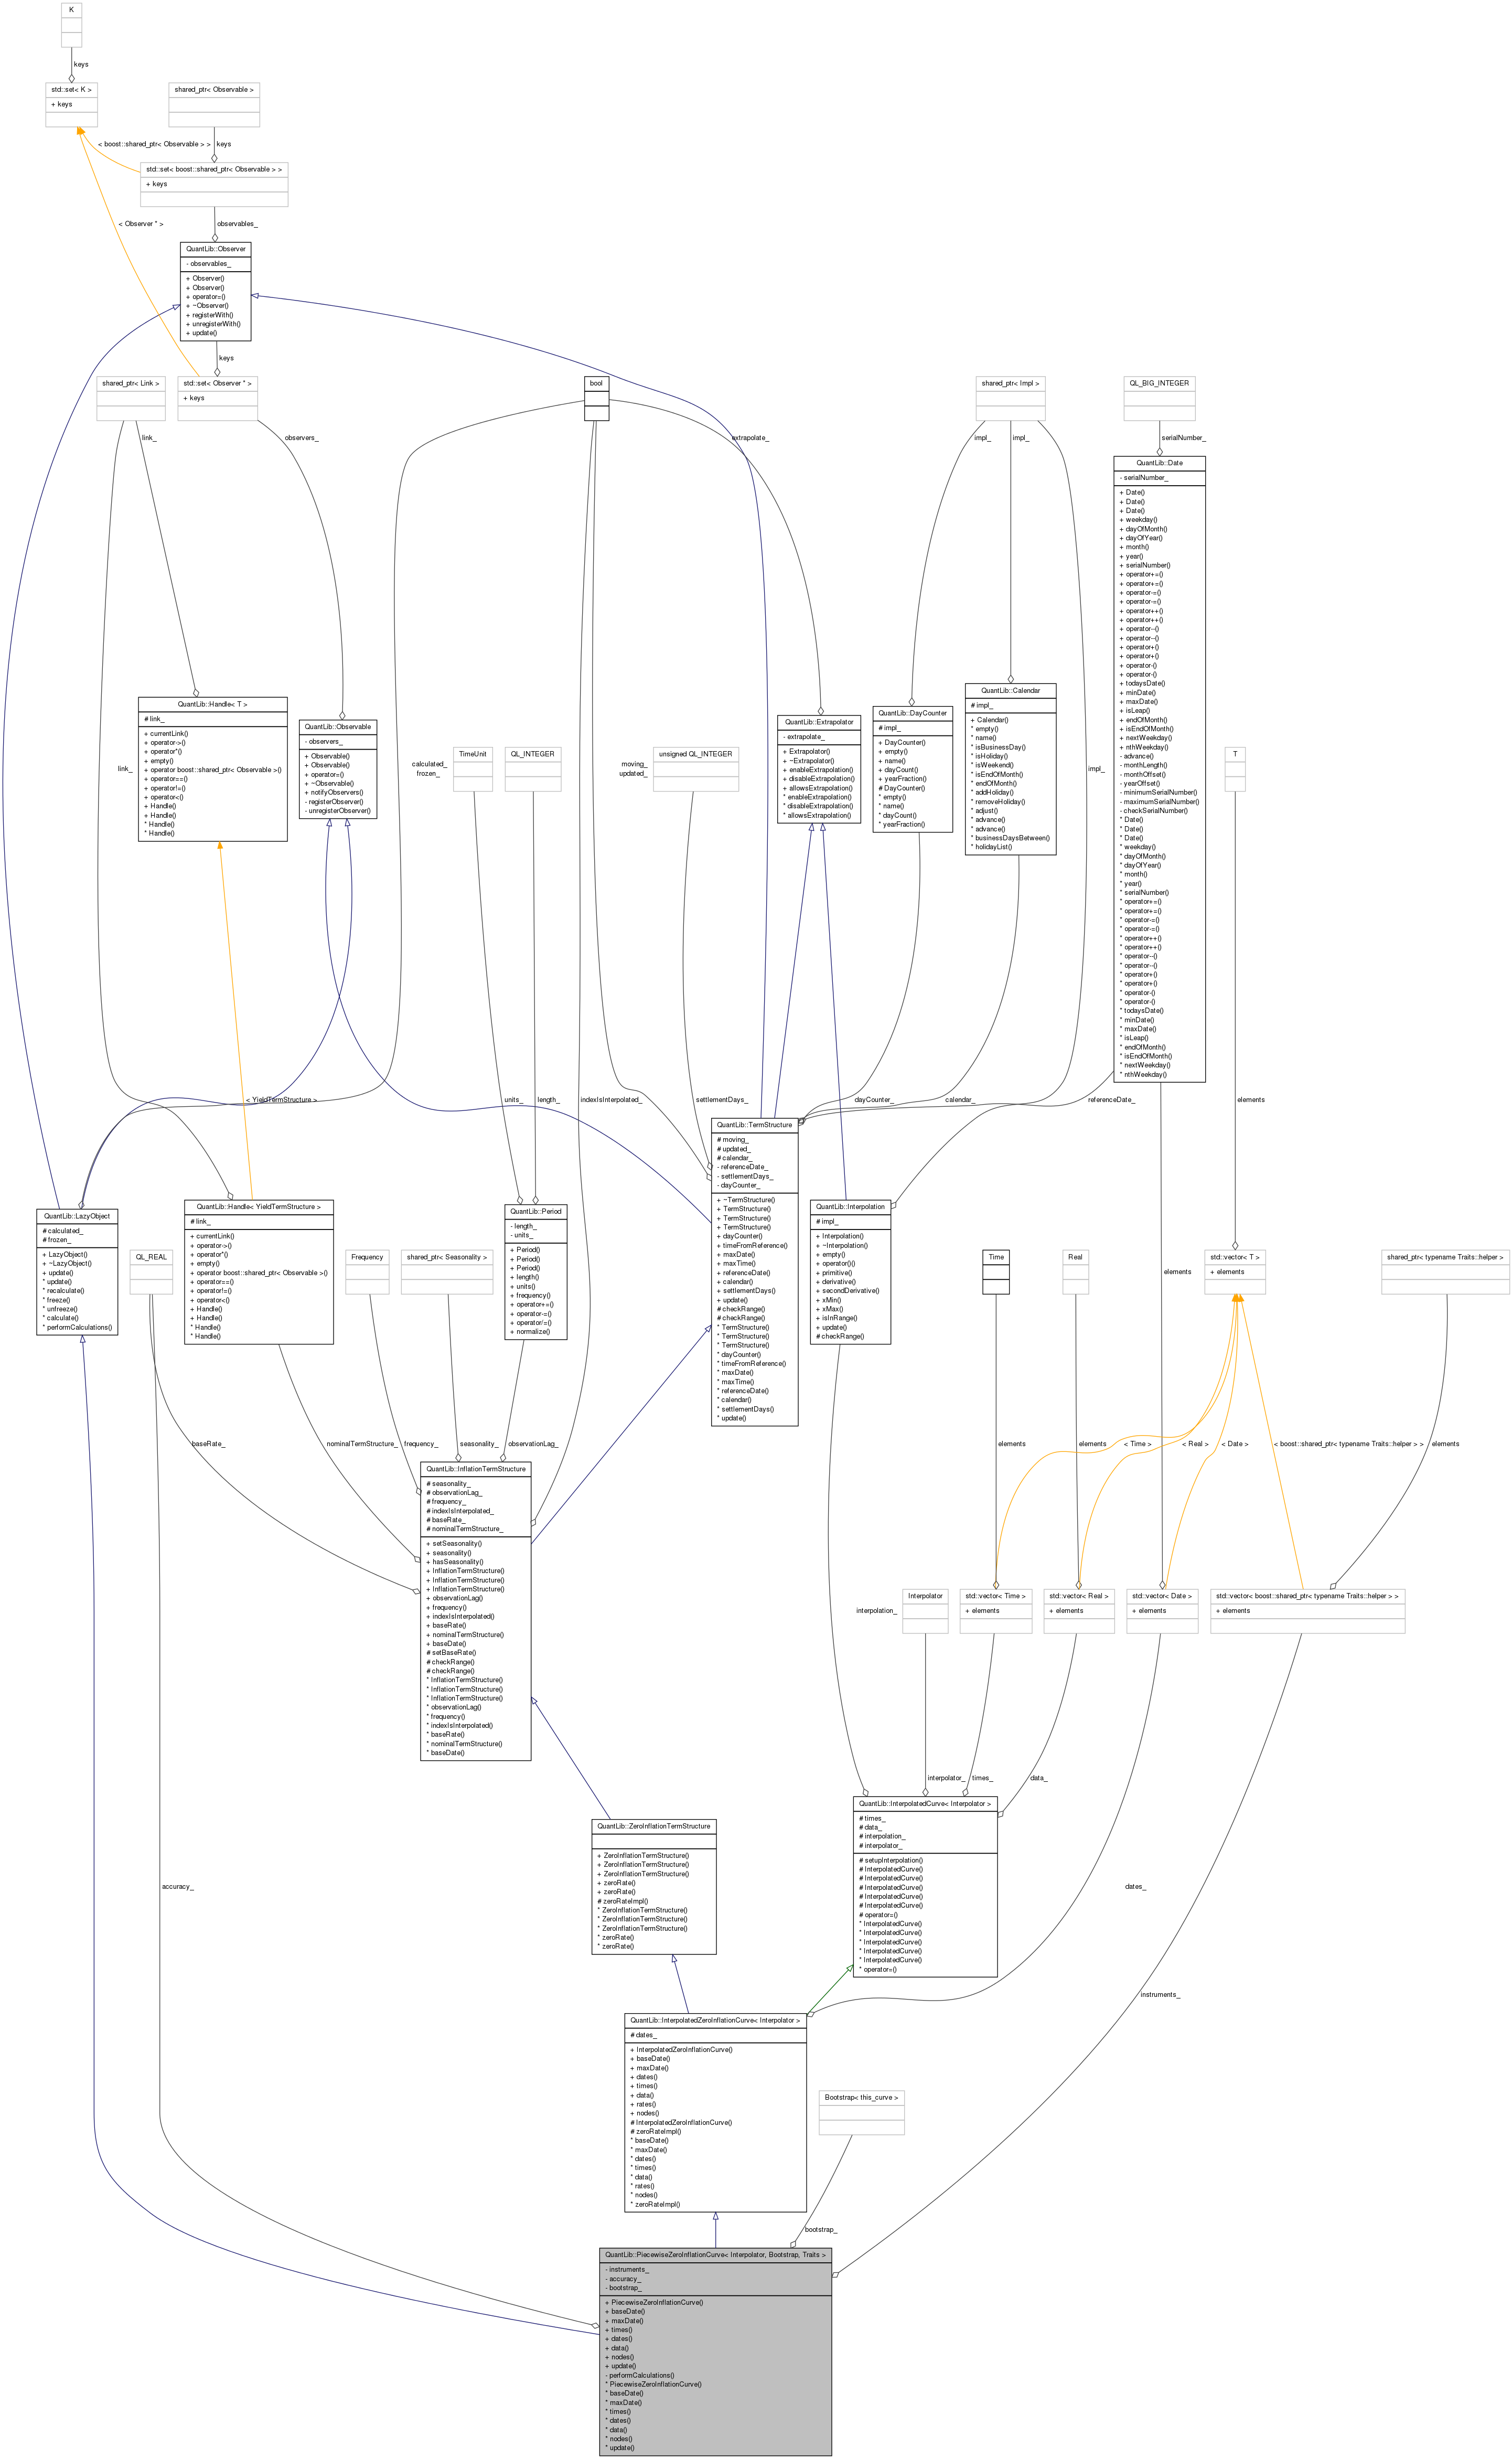 K
keys
std::set< K >
+ keys
shared_ptr< Observable >
< boost::shared_ptr< Observable > >
keys
std::set< boost::shared_ptr< Observable > >
+ keys
< Observer * >
observables_
QuantLib::Observer
- observables_
+ Observer()
+ Observer()
+ operator=()
+ ~Observer()
+ registerWith()
+ unregisterWith()
+ update()
keys
shared_ptr< Link >
std::set< Observer * >
+ keys
bool
shared_ptr< Impl >
QL_BIG_INTEGER
link_
observers_
extrapolate_
impl_
impl_
serialNumber_
QuantLib::Date
- serialNumber_
+ Date()
+ Date()
+ Date()
+ weekday()
+ dayOfMonth()
+ dayOfYear()
+ month()
+ year()
+ serialNumber()
+ operator+=()
+ operator+=()
+ operator-=()
+ operator-=()
+ operator++()
+ operator++()
+ operator--()
+ operator--()
+ operator+()
+ operator+()
+ operator-()
+ operator-()
+ todaysDate()
+ minDate()
+ maxDate()
+ isLeap()
+ endOfMonth()
+ isEndOfMonth()
+ nextWeekday()
+ nthWeekday()
- advance()
- monthLength()
- monthOffset()
- yearOffset()
- minimumSerialNumber()
- maximumSerialNumber()
- checkSerialNumber()
* Date()
* Date()
* Date()
* weekday()
* dayOfMonth()
* dayOfYear()
* month()
* year()
* serialNumber()
* operator+=()
* operator+=()
* operator-=()
* operator-=()
* operator++()
* operator++()
* operator--()
* operator--()
* operator+()
* operator+()
* operator-()
* operator-()
* todaysDate()
* minDate()
* maxDate()
* isLeap()
* endOfMonth()
* isEndOfMonth()
* nextWeekday()
* nthWeekday()
QuantLib::Handle< T >
# link_
+ currentLink()
+ operator->()
+ operator*()
+ empty()
+ operator boost::shared_ptr< Observable >()
+ operator==()
+ operator!=()
+ operator<()
+ Handle()
+ Handle()
* Handle()
* Handle()
QuantLib::Observable
- observers_
+ Observable()
+ Observable()
+ operator=()
+ ~Observable()
+ notifyObservers()
- registerObserver()
- unregisterObserver()
link_
calculated_
frozen_
TimeUnit
QL_INTEGER
moving_
updated_
unsigned QL_INTEGER
QuantLib::Extrapolator
- extrapolate_
+ Extrapolator()
+ ~Extrapolator()
+ enableExtrapolation()
+ disableExtrapolation()
+ allowsExtrapolation()
* enableExtrapolation()
* disableExtrapolation()
* allowsExtrapolation()
QuantLib::DayCounter
# impl_
+ DayCounter()
+ empty()
+ name()
+ dayCount()
+ yearFraction()
# DayCounter()
* empty()
* name()
* dayCount()
* yearFraction()
QuantLib::Calendar
# impl_
+ Calendar()
* empty()
* name()
* isBusinessDay()
* isHoliday()
* isWeekend()
* isEndOfMonth()
* endOfMonth()
* addHoliday()
* removeHoliday()
* adjust()
* advance()
* advance()
* businessDaysBetween()
* holidayList()
impl_
T
< YieldTermStructure >
units_
length_
indexIsInterpolated_
settlementDays_
dayCounter_
calendar_
referenceDate_
elements
QuantLib::LazyObject
# calculated_
# frozen_
+ LazyObject()
+ ~LazyObject()
+ update()
* update()
* recalculate()
* freeze()
* unfreeze()
* calculate()
* performCalculations()
QL_REAL
QuantLib::Handle< YieldTermStructure >
# link_
+ currentLink()
+ operator->()
+ operator*()
+ empty()
+ operator boost::shared_ptr< Observable >()
+ operator==()
+ operator!=()
+ operator<()
+ Handle()
+ Handle()
* Handle()
* Handle()
Frequency
shared_ptr< Seasonality >
QuantLib::Period
- length_
- units_
+ Period()
+ Period()
+ Period()
+ length()
+ units()
+ frequency()
+ operator+=()
+ operator-=()
+ operator/=()
+ normalize()
QuantLib::TermStructure
# moving_
# updated_
# calendar_
- referenceDate_
- settlementDays_
- dayCounter_
+ ~TermStructure()
+ TermStructure()
+ TermStructure()
+ TermStructure()
+ dayCounter()
+ timeFromReference()
+ maxDate()
+ maxTime()
+ referenceDate()
+ calendar()
+ settlementDays()
+ update()
# checkRange()
# checkRange()
* TermStructure()
* TermStructure()
* TermStructure()
* dayCounter()
* timeFromReference()
* maxDate()
* maxTime()
* referenceDate()
* calendar()
* settlementDays()
* update()
QuantLib::Interpolation
# impl_
+ Interpolation()
+ ~Interpolation()
+ empty()
+ operator()()
+ primitive()
+ derivative()
+ secondDerivative()
+ xMin()
+ xMax()
+ isInRange()
+ update()
# checkRange()
Time
Real
elements
std::vector< T >
+ elements
shared_ptr< typename Traits::helper >
baseRate_
nominalTermStructure_
frequency_
seasonality_
observationLag_
elements
elements
< Time >
< Real >
< Date >
< boost::shared_ptr< typename Traits::helper > >
elements
QuantLib::InflationTermStructure
# seasonality_
# observationLag_
# frequency_
# indexIsInterpolated_
# baseRate_
# nominalTermStructure_
+ setSeasonality()
+ seasonality()
+ hasSeasonality()
+ InflationTermStructure()
+ InflationTermStructure()
+ InflationTermStructure()
+ observationLag()
+ frequency()
+ indexIsInterpolated()
+ baseRate()
+ nominalTermStructure()
+ baseDate()
# setBaseRate()
# checkRange()
# checkRange()
* InflationTermStructure()
* InflationTermStructure()
* InflationTermStructure()
* observationLag()
* frequency()
* indexIsInterpolated()
* baseRate()
* nominalTermStructure()
* baseDate()
interpolation_
Interpolator
std::vector< Time >
+ elements
std::vector< Real >
+ elements
std::vector< Date >
+ elements
std::vector< boost::shared_ptr< typename Traits::helper > >
+ elements
interpolator_
times_
data_
QuantLib::ZeroInflationTermStructure
+ ZeroInflationTermStructure()
+ ZeroInflationTermStructure()
+ ZeroInflationTermStructure()
+ zeroRate()
+ zeroRate()
# zeroRateImpl()
* ZeroInflationTermStructure()
* ZeroInflationTermStructure()
* ZeroInflationTermStructure()
* zeroRate()
* zeroRate()
QuantLib::InterpolatedCurve< Interpolator >
# times_
# data_
# interpolation_
# interpolator_
# setupInterpolation()
# InterpolatedCurve()
# InterpolatedCurve()
# InterpolatedCurve()
# InterpolatedCurve()
# InterpolatedCurve()
# operator=()
* InterpolatedCurve()
* InterpolatedCurve()
* InterpolatedCurve()
* InterpolatedCurve()
* InterpolatedCurve()
* operator=()
accuracy_
dates_
instruments_
QuantLib::InterpolatedZeroInflationCurve< Interpolator >
# dates_
+ InterpolatedZeroInflationCurve()
+ baseDate()
+ maxDate()
+ dates()
+ times()
+ data()
+ rates()
+ nodes()
# InterpolatedZeroInflationCurve()
# zeroRateImpl()
* baseDate()
* maxDate()
* dates()
* times()
* data()
* rates()
* nodes()
* zeroRateImpl()
Bootstrap< this_curve >
bootstrap_
QuantLib::PiecewiseZeroInflationCurve< Interpolator, Bootstrap, Traits >
- instruments_
- accuracy_
- bootstrap_
+ PiecewiseZeroInflationCurve()
+ baseDate()
+ maxDate()
+ times()
+ dates()
+ data()
+ nodes()
+ update()
- performCalculations()
* PiecewiseZeroInflationCurve()
* baseDate()
* maxDate()
* times()
* dates()
* data()
* nodes()
* update()